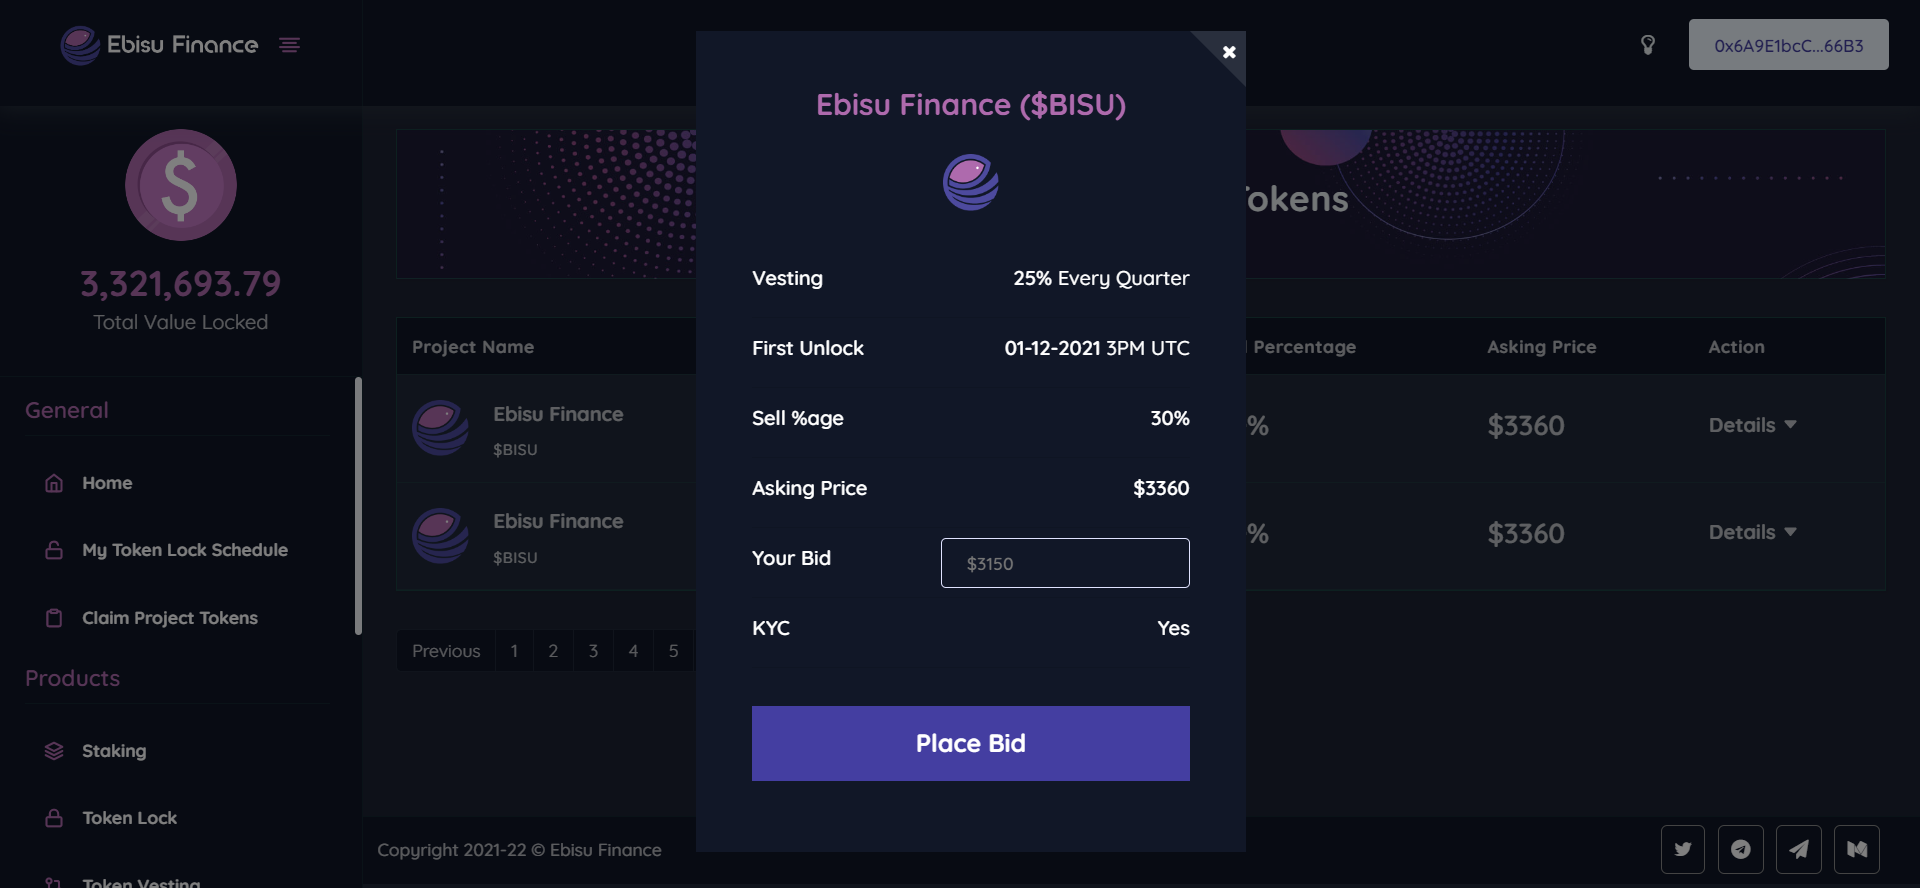 Ebisu Finance
0x6A9E1bcC...66B3
3,321,693.79
Total Value Locked
General
Home
My Token Lock Schedule
Claim Project Tokens
Products
Staking
Token Lock
Token Vesting
okens
Project Name
Percentage
Asking Price
Action
Ebisu Finance
$BISU
%
$3360
Details
Ebisu Finance
$BISU
%
$3360
Details
Previous 1 2 3 4 5
Ebisu Finance ($BISU)
Vesting 25% Every Quarter
First Unlock 01-12-2021 3PM UTC
Sell %age 30%
Asking Price $3360
Your Bid $3150
KYC Yes
Place Bid
Copyright 2021-22 © Ebisu Finance